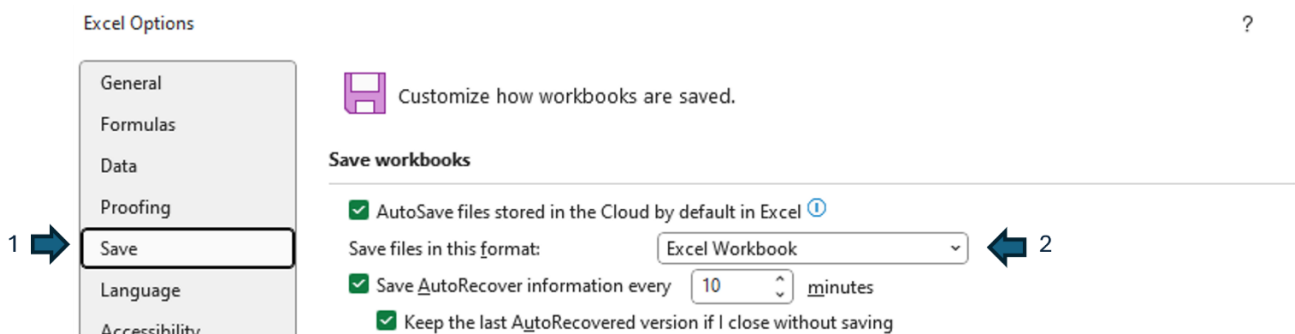 Excel Options
?
General
Formulas
Data
Proofing
1
Save
Language
Accessibility
Customize how workbooks are saved.
Save workbooks
AutoSave files stored in the Cloud by default in Excel
Save files in this format: Excel Workbook
2
Save AutoRecover information every 10 minutes
Keep the last AutoRecovered version if I close without saving